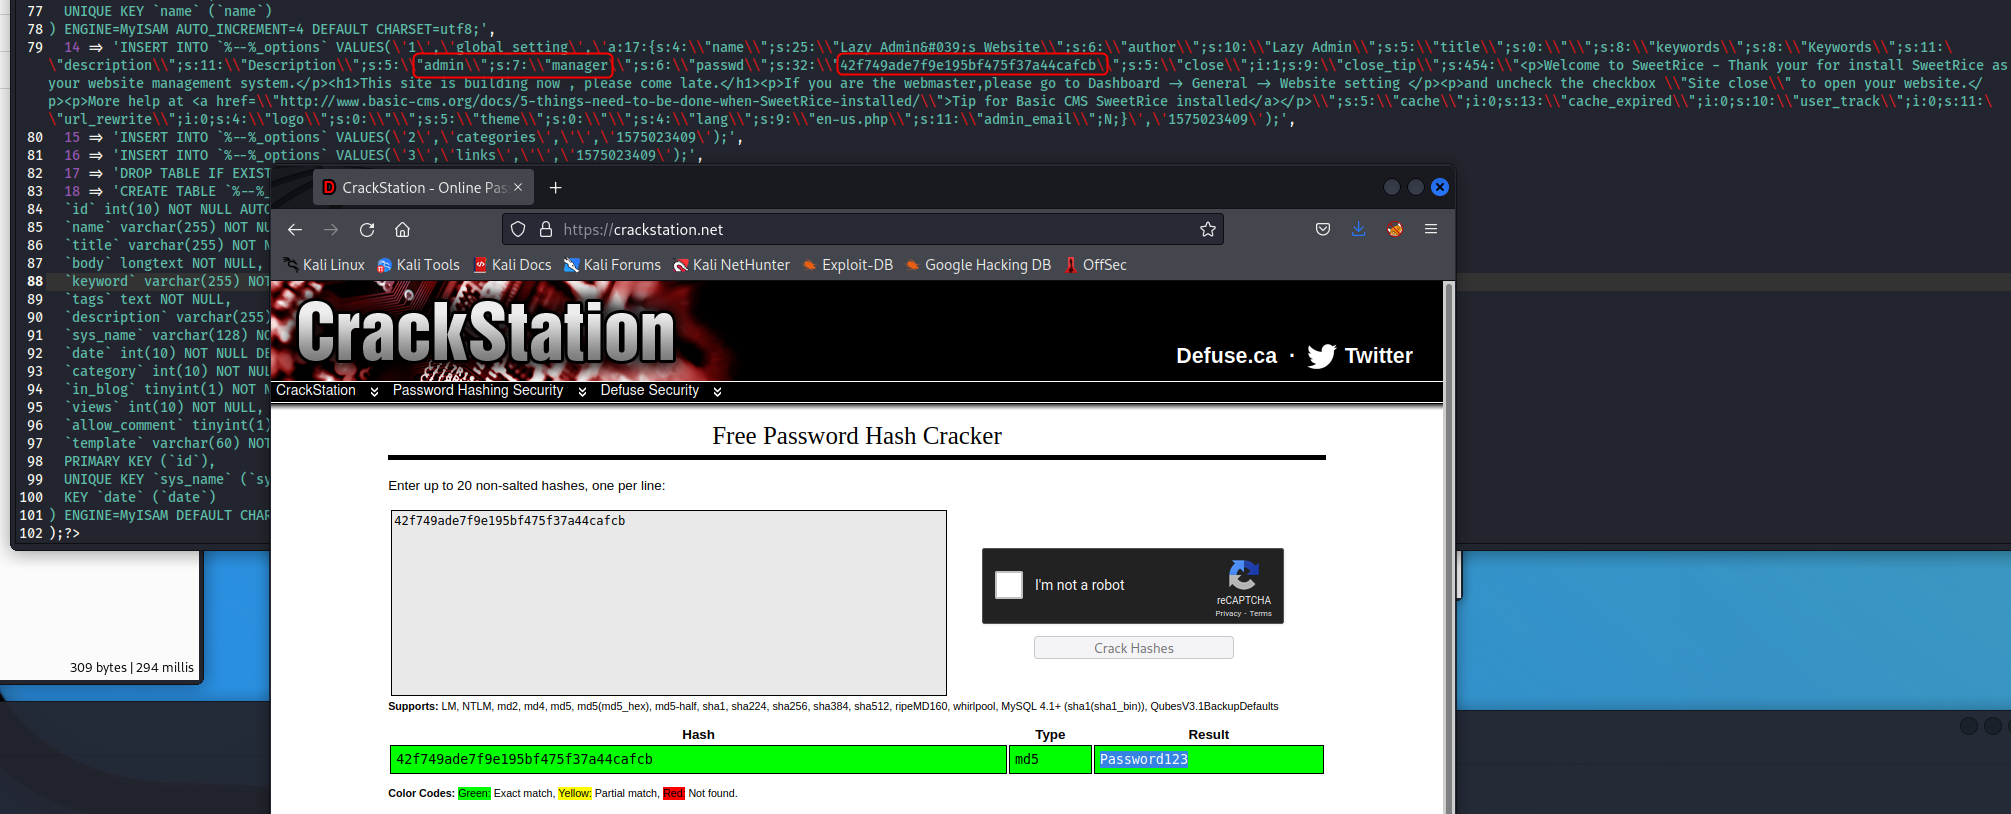 77 UNIQUE KEY `name` (`name`)
78 ) ENGINE=MyISAM AUTO_INCREMENT=4 DEFAULT CHARSET=utf8;',
79 14 => 'INSERT INTO `%--%_options` VALUES(\'1\',\'global_setting\',\'a:17:{s:4:\\"name\\";s:25:\\"Lazy Admin&#039;s Website\\";s:6:\\"author\\";s:10:\\"Lazy Admin\\";s:5:\\"title\\";s:0:\\"\\";s:8:\\"keywords\\";s:8:\\"Keywords\\";s:11:\
\"description\\";s:11:\\"Description\\";s:5:\\"admin\\";s:7:\\"manager\\";s:6:\\"passwd\\";s:32:\\"42f749ade7f9e195bf475f37a44cafcb\\";s:5:\\"close\\";i:1;s:9:\\"close_tip\\";s:454:\\"<p>Welcome to SweetRice - Thank your for install SweetRice as
your website management system.</p><h1>This site is building now , please come late.</h1><p>If you are the webmaster,please go to Dashboard -> General -> Website setting </p><p>and uncheck the checkbox \\"Site close\\" to open your website.</
p><p>More help at <a href=\\"http://www.basic-cms.org/docs/5-things-need-to-be-done-when-SweetRice-installed/\\">Tip for Basic CMS SweetRice installed</a></p>\\";s:5:\\"cache\\";i:0;s:13:\\"cache_expired\\";i:0;s:10:\\"user_track\\";i:0;s:11:\
\"url_rewrite\\";i:0;s:4:\\"logo\\";s:0:\\"\\";s:5:\\"theme\\";s:0:\\"\\";s:4:\\"lang\\";s:9:\\"en-us.php\\";s:11:\\"admin_email\\";N;}\',\'1575023409\');',
80 15 => 'INSERT INTO `%--%_options` VALUES(\'2\',\'categories\',\'\',\'1575023409\');',
81 16 => 'INSERT INTO `%--%_options` VALUES(\'3\',\'links\',\'\',\'1575023409\');',
82 17 => 'DROP TABLE IF EXIST
83 18 => 'CREATE TABLE `%--%_
84 `id` int(10) NOT NULL AUTO
85 `name` varchar(255) NOT NU
86 `title` varchar(255) NOT N
87 `body` longtext NOT NULL,
88 `keyword` varchar(255) NOT
89 `tags` text NOT NULL,
90 `description` varchar(255)
91 `sys_name` varchar(128) NO
92 `date` int(10) NOT NULL DE
93 `category` int(10) NOT NUL
94 `in_blog` tinyint(1) NOT N
95 `views` int(10) NOT NULL,
96 `allow_comment` tinyint(1)
97 `template` varchar(60) NOT
98 PRIMARY KEY (`id`),
99 UNIQUE KEY `sys_name` (`sy
100 KEY `date` (`date`)
101 ) ENGINE=MyISAM DEFAULT CHAR
102 );?>
309 bytes | 294 millis
CrackStation - Online Pas
https://crackstation.net
Kali Linux Kali Tools Kali Docs Kali Forums Kali NetHunter Exploit-DB Google Hacking DB OffSec
CrackStation
Defuse.ca · Twitter
CrackStation Password Hashing Security Defuse Security
Free Password Hash Cracker
Enter up to 20 non-salted hashes, one per line:
42f749ade7f9e195bf475f37a44cafcb
I'm not a robot
reCAPTCHA
Privacy - Terms
Crack Hashes
Supports: LM, NTLM, md2, md4, md5, md5(md5_hex), md5-half, sha1, sha224, sha256, sha384, sha512, ripeMD160, whirlpool, MySQL 4.1+ (sha1(sha1_bin)), QubesV3.1BackupDefaults
Hash Type Result
42f749ade7f9e195bf475f37a44cafcb md5 Password123
Color Codes: Green: Exact match, Yellow: Partial match, Red: Not found.